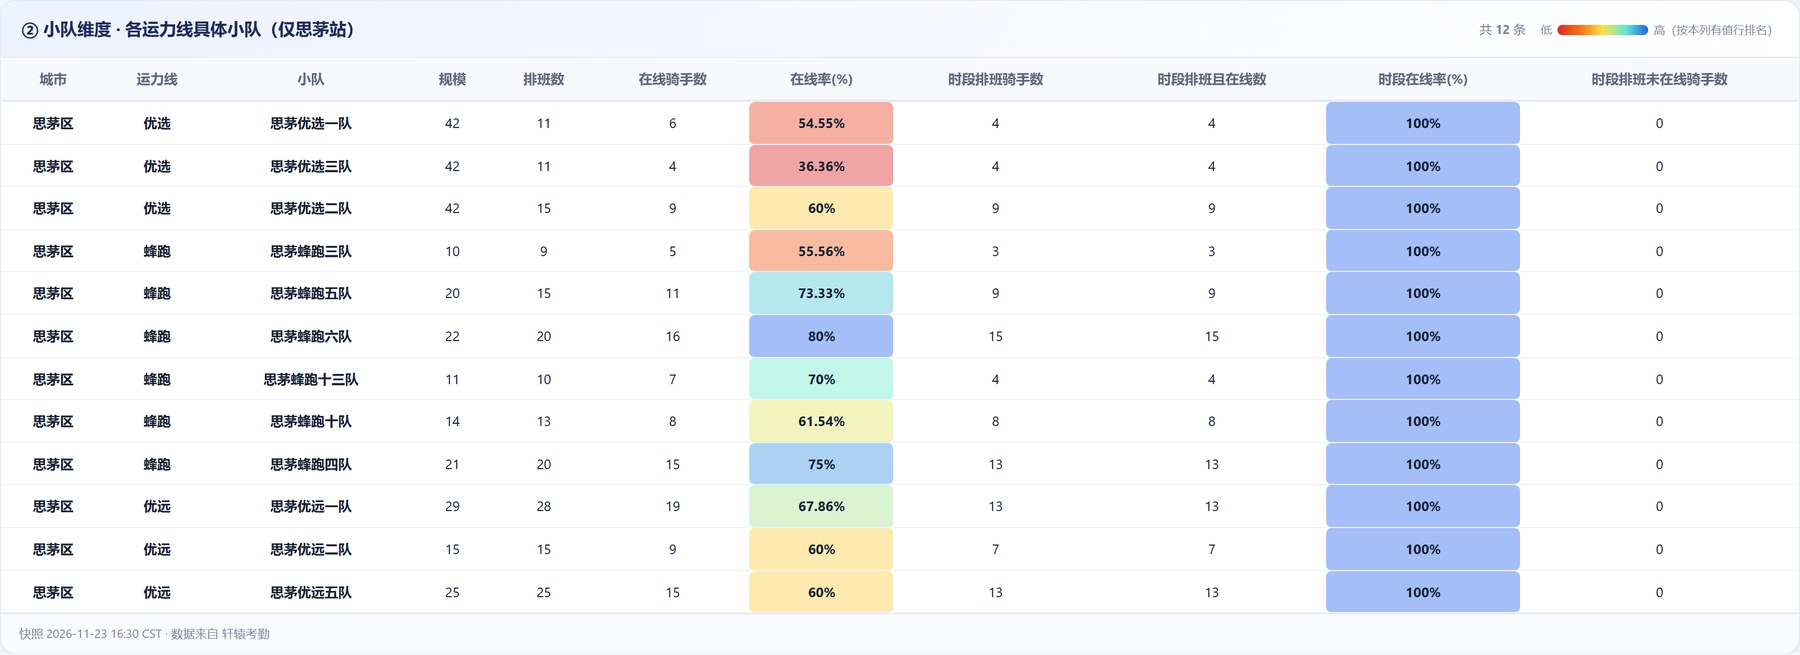 ② 小队维度 · 各运力线具体小队（仅思茅站）
共 12 条 低 高 (按本列有值行排名)
城市 运力线 小队 规模 排班数 在线骑手数 在线率(%) 时段排班骑手数 时段排班且在线数 时段在线率(%) 时段排班未在线骑手数
思茅区 优选 思茅优选一队 42 11 6 54.55% 4 4 100% 0
思茅区 优选 思茅优选三队 42 11 4 36.36% 4 4 100% 0
思茅区 优选 思茅优选二队 42 15 9 60% 9 9 100% 0
思茅区 蜂跑 思茅蜂跑三队 10 9 5 55.56% 3 3 100% 0
思茅区 蜂跑 思茅蜂跑五队 20 15 11 73.33% 9 9 100% 0
思茅区 蜂跑 思茅蜂跑六队 22 20 16 80% 15 15 100% 0
思茅区 蜂跑 思茅蜂跑十三队 11 10 7 70% 4 4 100% 0
思茅区 蜂跑 思茅蜂跑十队 14 13 8 61.54% 8 8 100% 0
思茅区 蜂跑 思茅蜂跑四队 21 20 15 75% 13 13 100% 0
思茅区 优远 思茅优远一队 29 28 19 67.86% 13 13 100% 0
思茅区 优远 思茅优远二队 15 15 9 60% 7 7 100% 0
思茅区 优远 思茅优远五队 25 25 15 60% 13 13 100% 0
快照 2026-11-23 16:30 CST · 数据来自 轩辕考勤